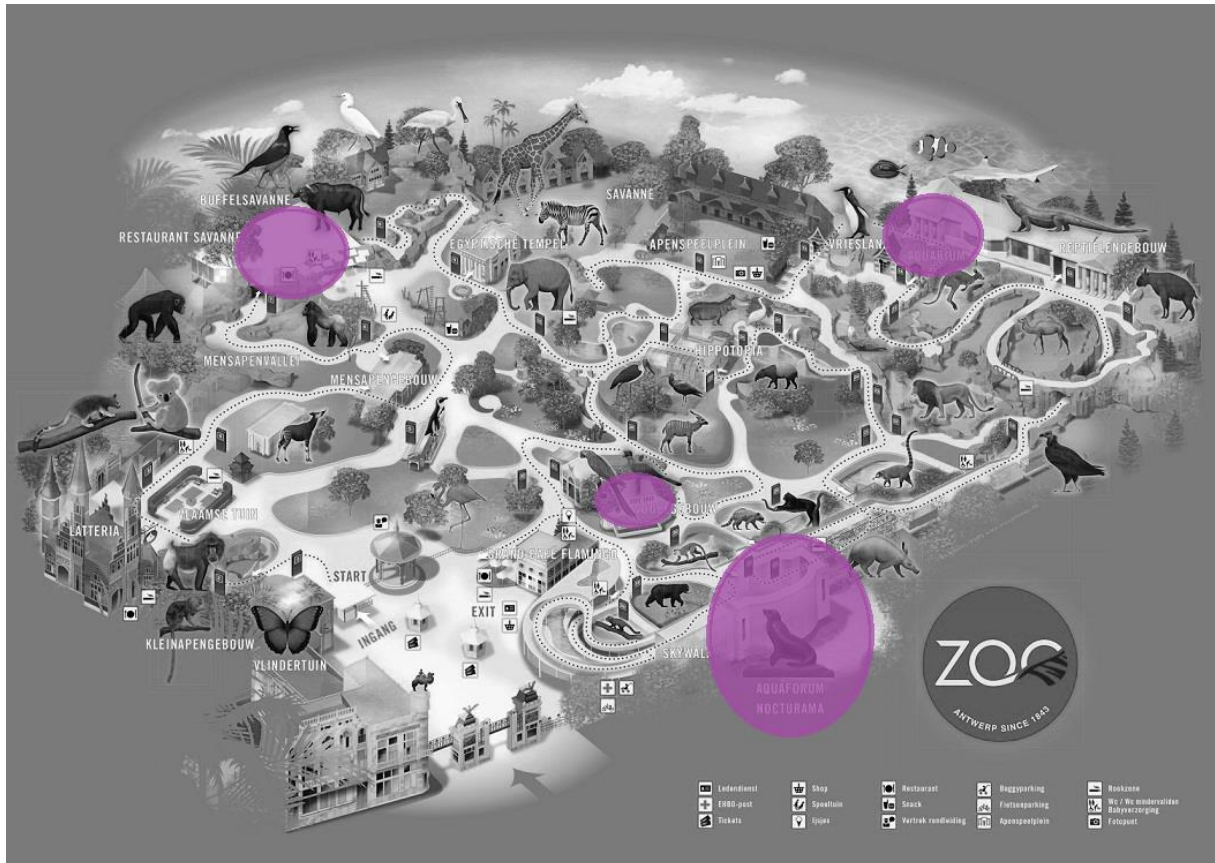 BUFFELSAVANNE
SAVANNE
RESTAURANT SAVANNE
EGYPTISCHE TEMPEL
APENSPEELPLEIN
VRIESLAND
AQUARIUM
REPTIELENGEBOUW
MENSAPENVALLEI
HIPPOTOPIA
MENSAPENGEBOUW
LATTERIA
VLAAMSE TUIN
GRAND CAFE FLAMINGO
START
EXIT
INGANG
KLEINAPENGEBOUW
VLINDERTUIN
AQUAFORUM
NOCTURAMA
ZOO
ANTWERP SINCE 1843
Ledendienst
EHBO-post
Tickets
Shop
Speeltuin
Ijsjes
Restaurant
Snack
Vertrek rondleiding
Buggyparking
Fietsenparking
Apenspeelplein
Rookzone
Wc / Wc mindervaliden
Babyverzorging
Fotopunt